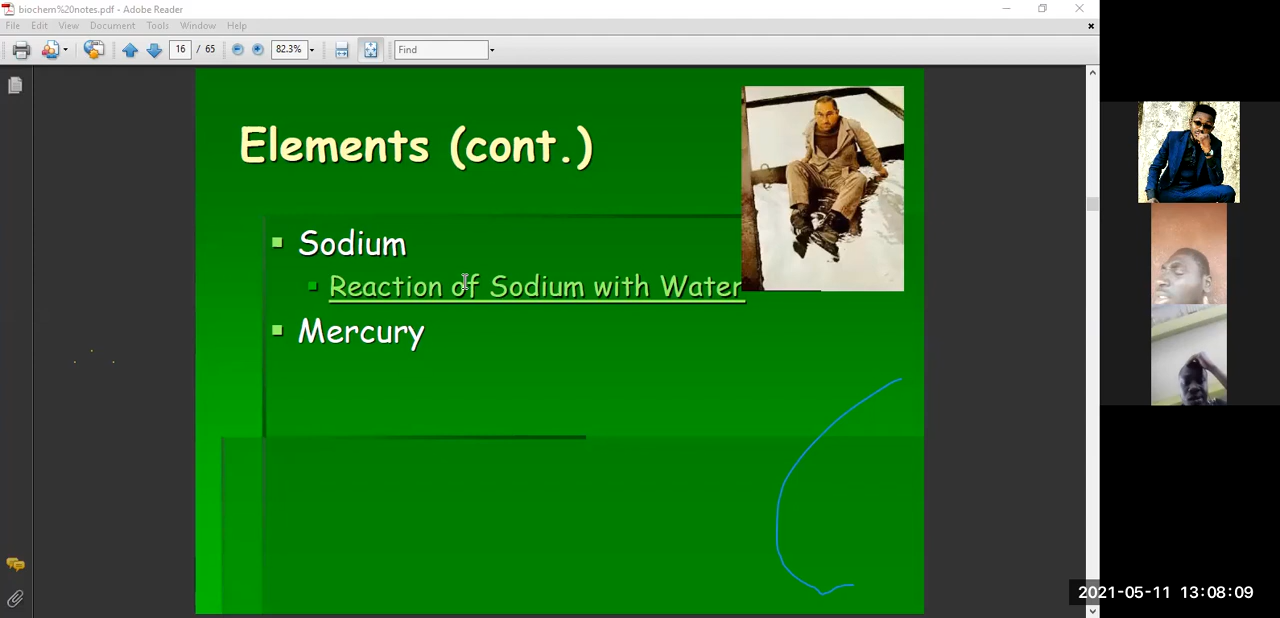 biochem%20notes.pdf - Adobe Reader
File Edit View Document Tools Window Help
16 / 65 82.3% Find
Elements (cont.)
Sodium
Reaction of Sodium with Water
Mercury
2021-05-11 13:08:09